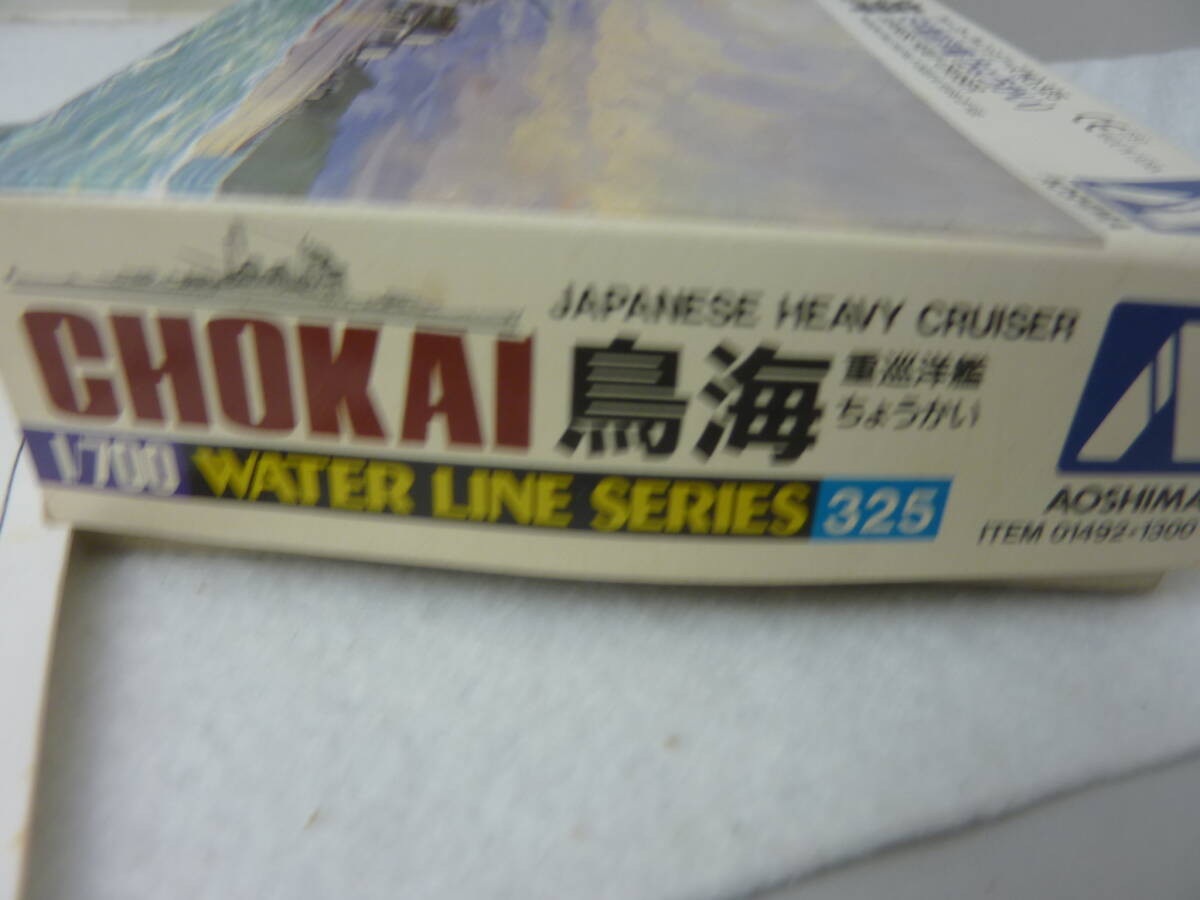 JAPANESE HEAVY CRUISER
CHOKAI 鳥海
重巡洋艦
ちょうかい
1/700 WATER LINE SERIES 325
AOSHIMA
ITEM 01492-1300